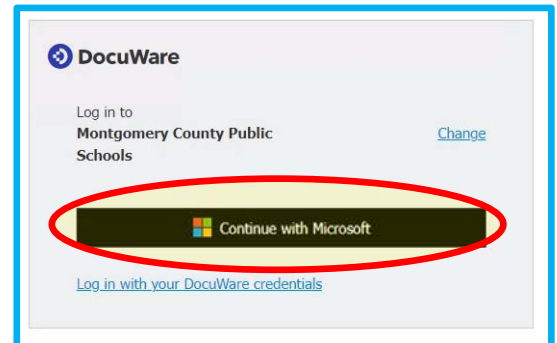 DocuWare
Log in to
Montgomery County Public Change
Schools
Continue with Microsoft
Log in with your DocuWare credentials